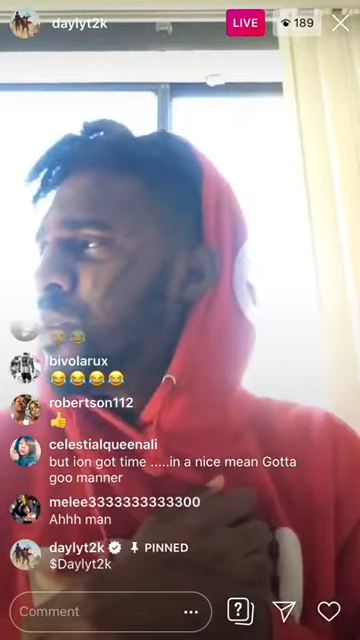 daylyt2k
LIVE
189
😂😂
bivolarux
😂😂😂😂
robertson112
👍
celestialqueenali
but ion got time .....in a nice mean Gotta
goo manner
melee3333333333300
Ahhh man
daylyt2k PINNED
$Daylyt2k
Comment